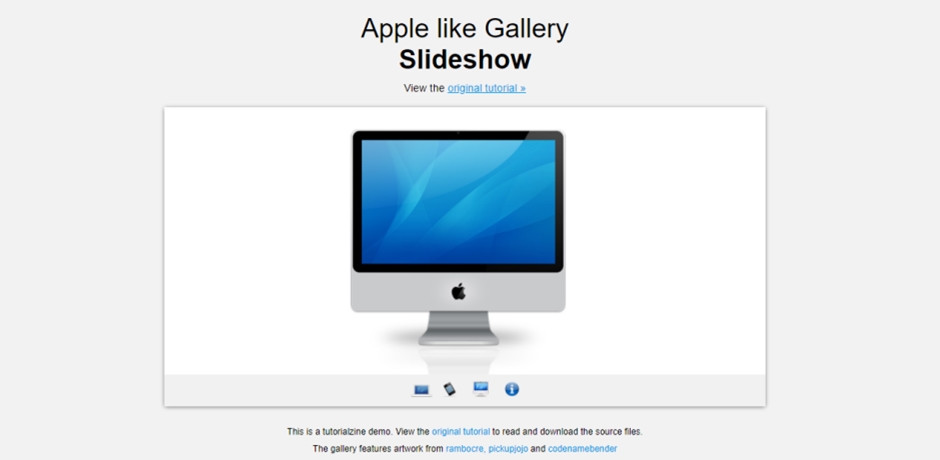 Apple like Gallery
Slideshow
View the original tutorial »
This is a tutorialzine demo. View the original tutorial to read and download the source files.
The gallery features artwork from rambocre, pickupjojo and codenamebender